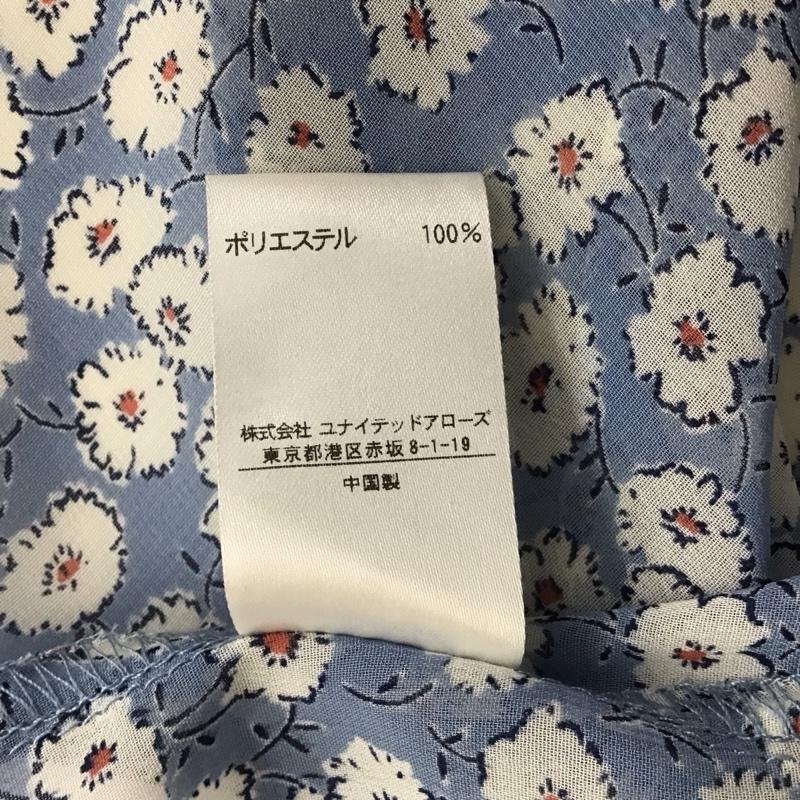 ポリエステル 100%
株式会社 ユナイテッドアローズ
東京都港区赤坂8-1-19
中国製